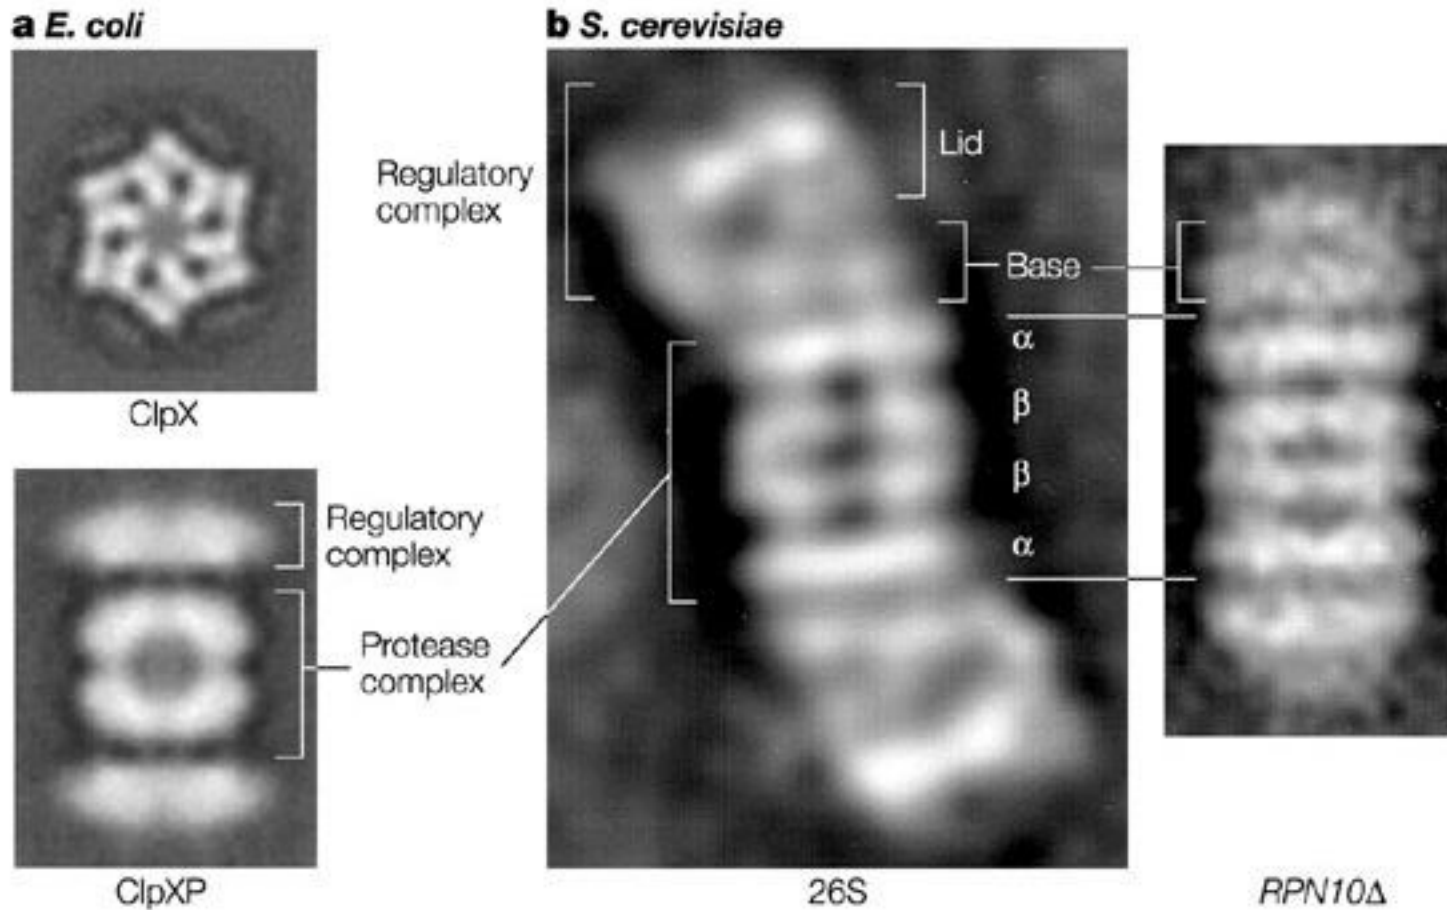 a E. coli
ClpX
Regulatory
complex
Protease
complex
ClpXP
b S. cerevisiae
Regulatory
complex
Lid
Base
α
β
β
α
26S
RPN10Δ